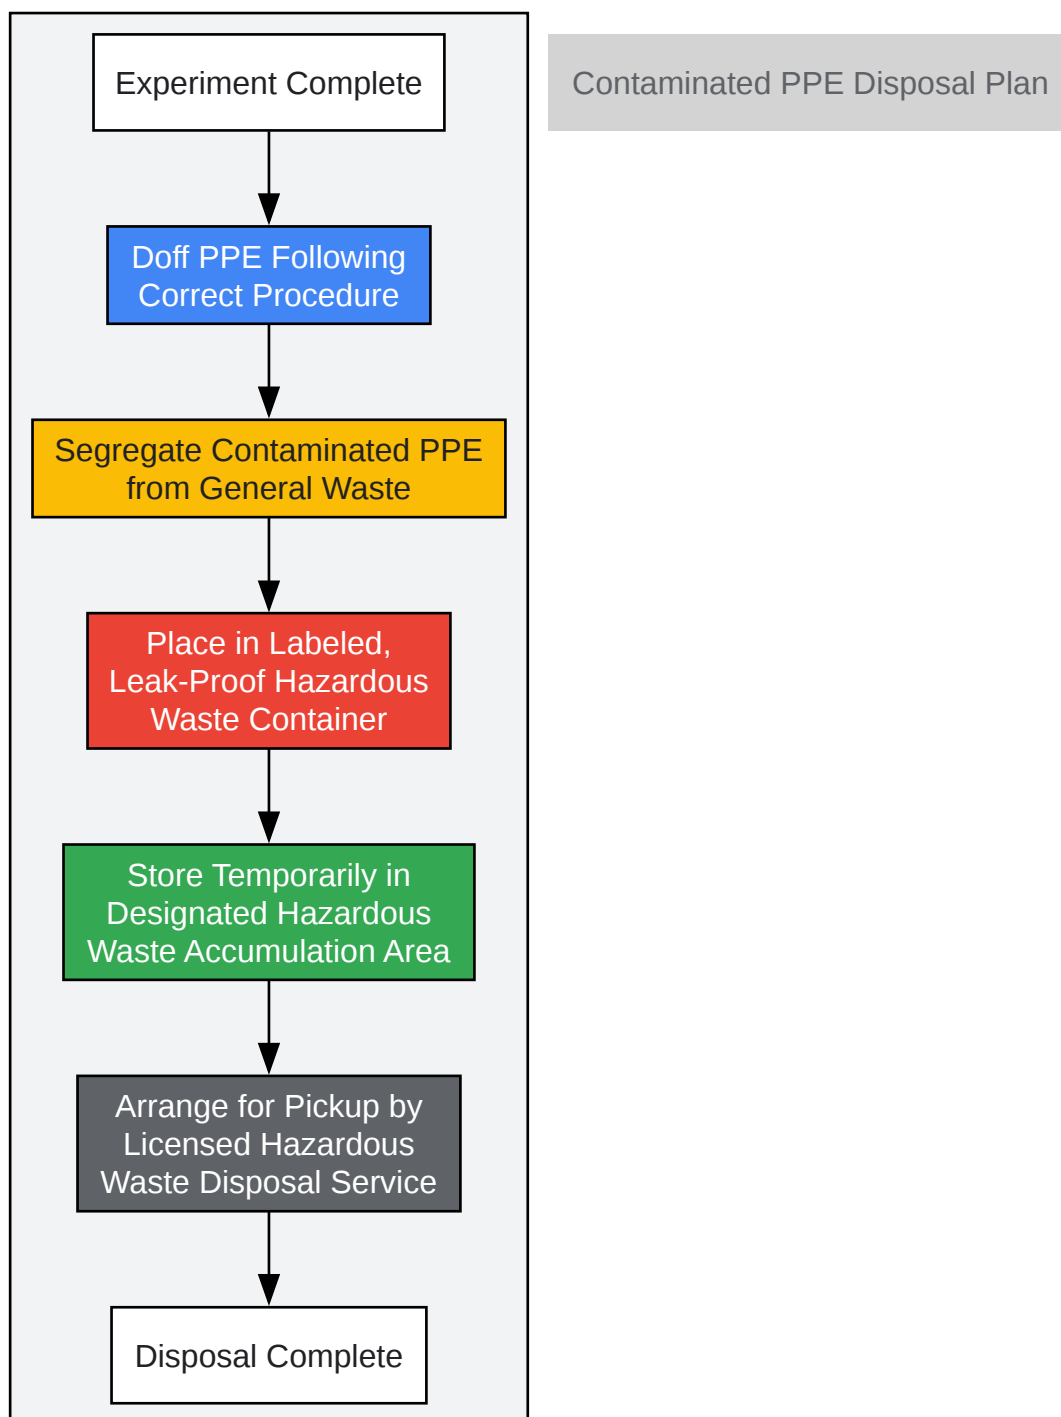 Experiment Complete
Contaminated PPE Disposal Plan
Doff PPE Following
Correct Procedure
Segregate Contaminated PPE
from General Waste
Place in Labeled,
Leak-Proof Hazardous
Waste Container
Store Temporarily in
Designated Hazardous
Waste Accumulation Area
Arrange for Pickup by
Licensed Hazardous
Waste Disposal Service
Disposal Complete